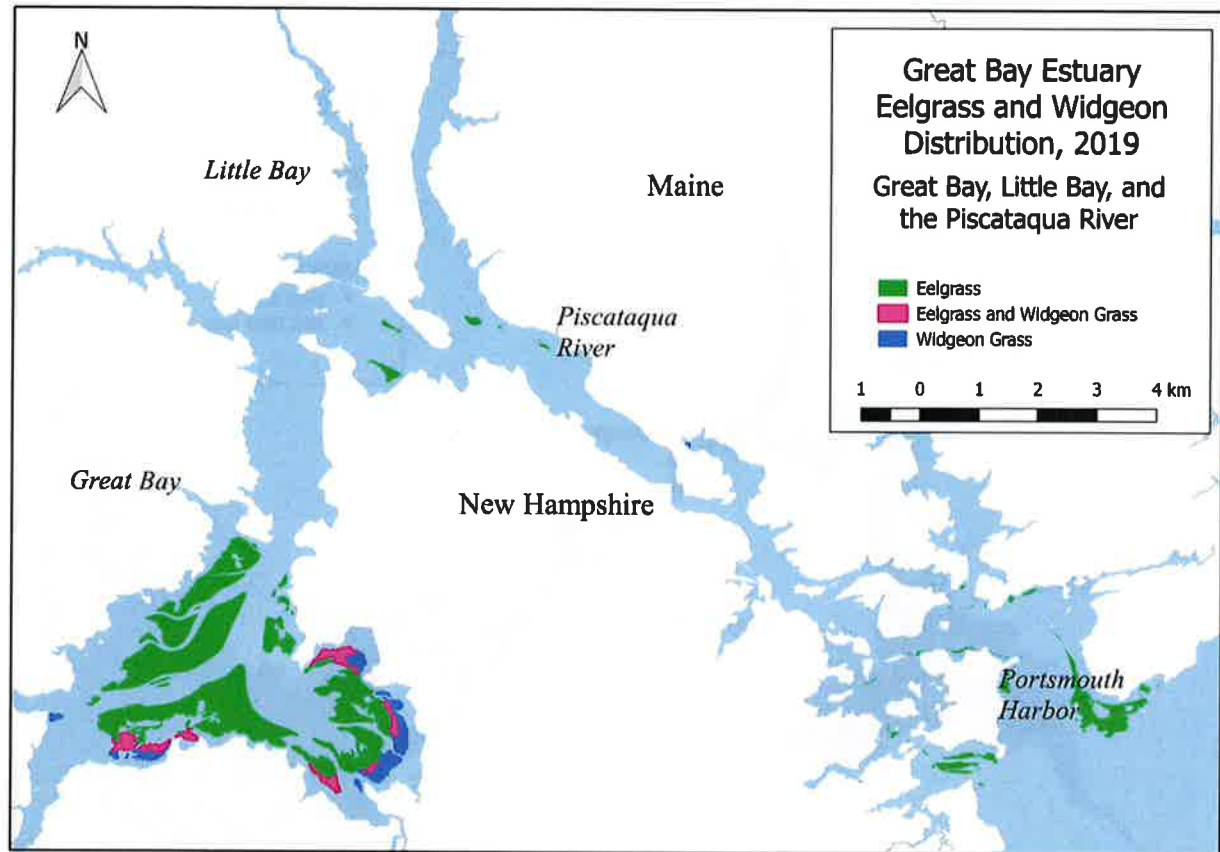 N
Great Bay Estuary
Eelgrass and Widgeon
Distribution, 2019
Great Bay, Little Bay, and
the Piscataqua River
Eelgrass
Eelgrass and Widgeon Grass
Widgeon Grass
1 0 1 2 3 4 km
Little Bay
Maine
Piscataqua
River
Great Bay
New Hampshire
Portsmouth
Harbor